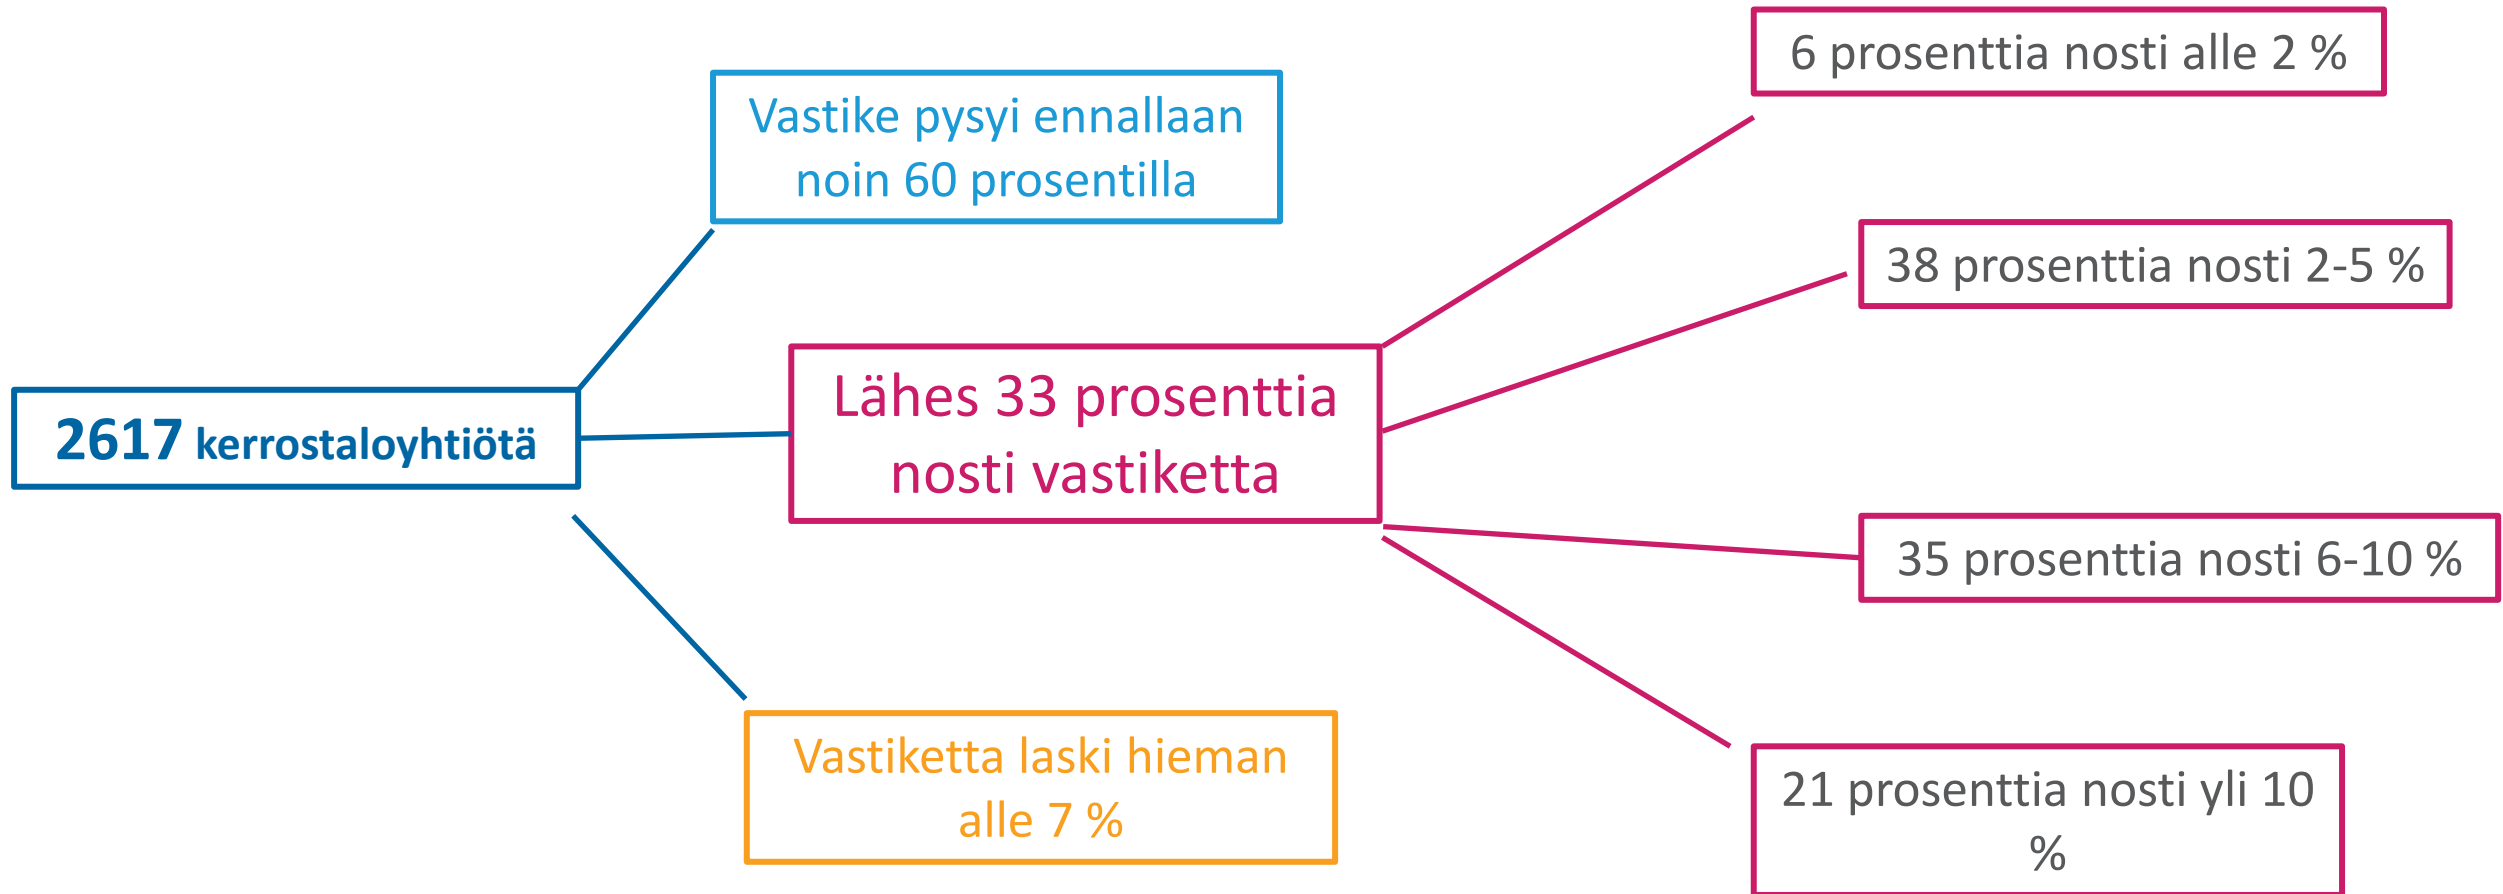 2617 kerrostaloyhtiötä
Vastike pysyi ennallaan
noin 60 prosentilla
Lähes 33 prosenttia
nosti vastiketta
Vastiketta laski hieman
alle 7 %
6 prosenttia nosti alle 2 %
38 prosenttia nosti 2-5 %
35 prosenttia nosti 6-10 %
21 prosenttia nosti yli 10
%